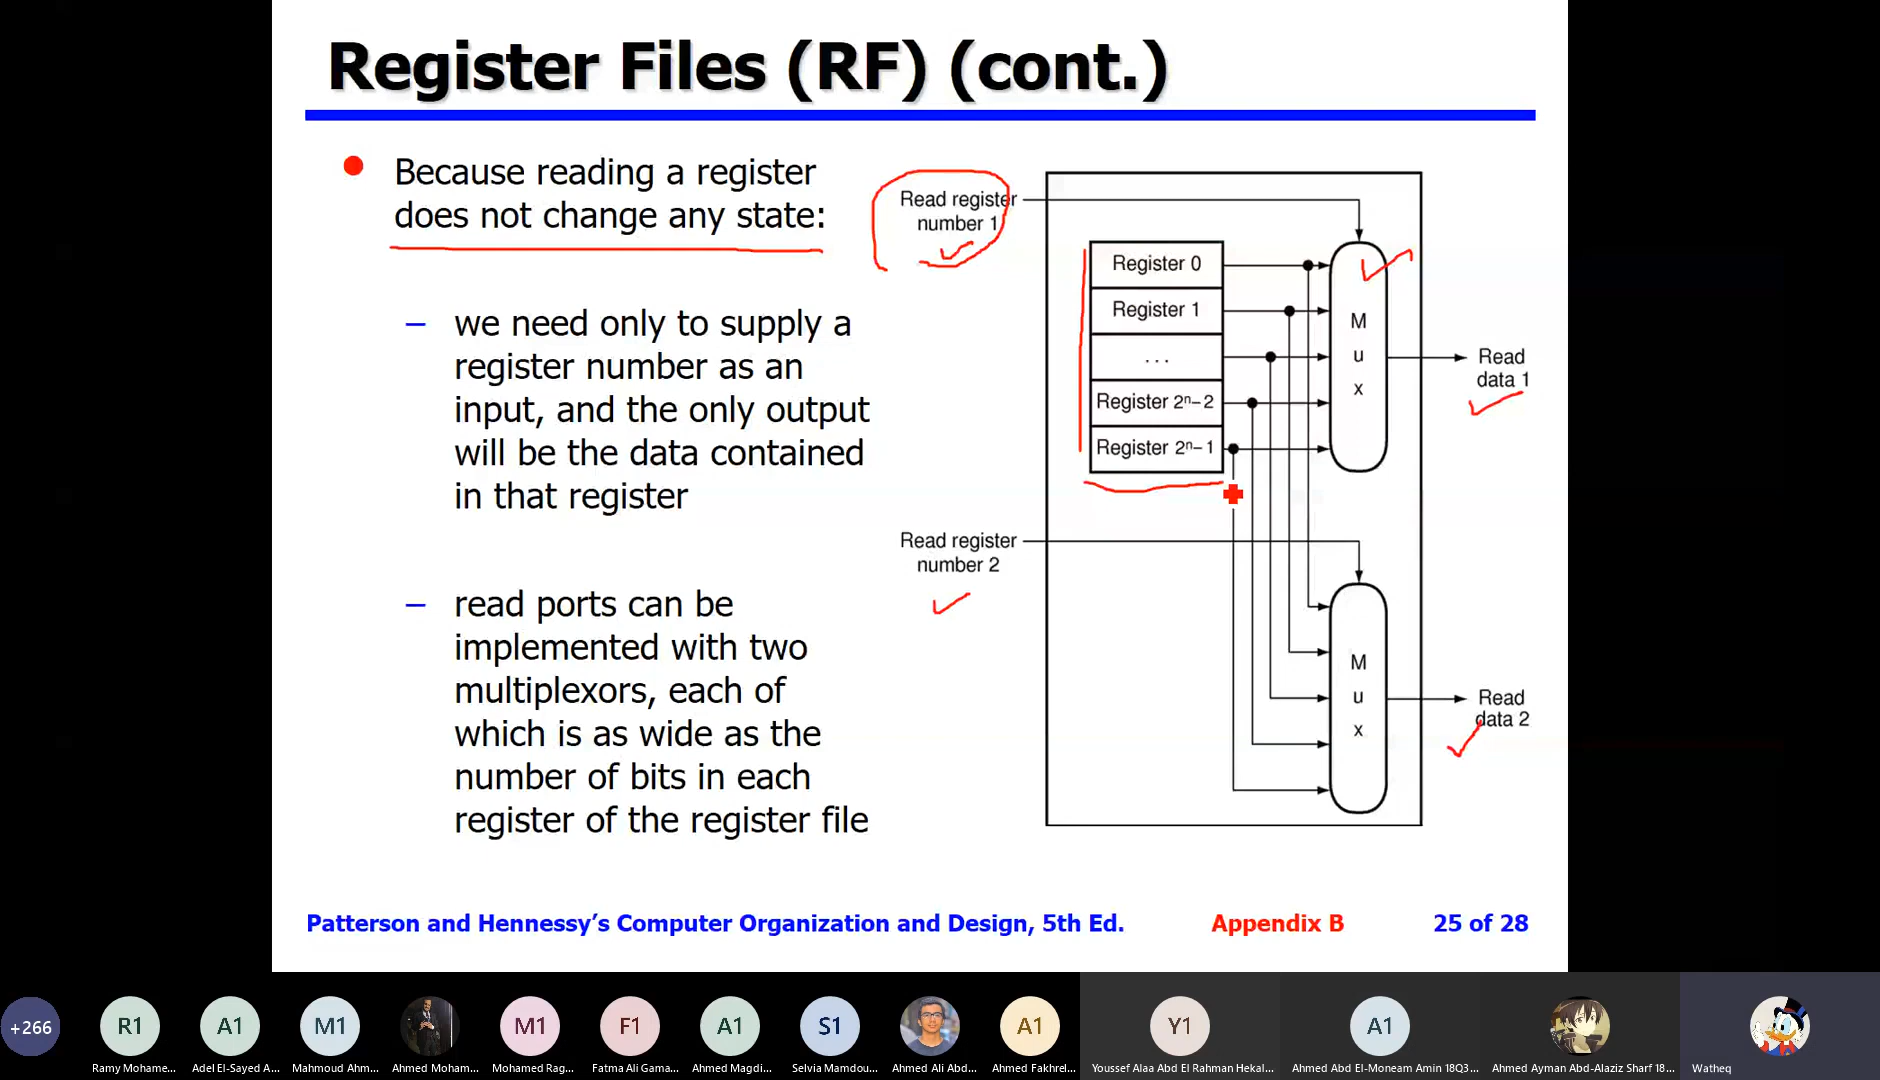 Register Files (RF) (cont.)
Because reading a register
does not change any state:
– we need only to supply a
register number as an
input, and the only output
will be the data contained
in that register
– read ports can be
implemented with two
multiplexors, each of
which is as wide as the
number of bits in each
register of the register file
Read register
number 1
Register 0
Register 1
...
Register 2ⁿ–2
Register 2ⁿ–1
M
u
x
Read
data 1
Read register
number 2
M
u
x
Read
data 2
Patterson and Hennessy’s Computer Organization and Design, 5th Ed.
Appendix B
25 of 28
+266
R1
A1
M1
M1
F1
A1
S1
A1
Y1
A1
Ramy Mohame...
Adel El-Sayed A...
Mahmoud Ahm...
Ahmed Moham...
Mohamed Rag...
Fatma Ali Gama...
Ahmed Magdi...
Selvia Mamdou...
Ahmed Ali Abd...
Ahmed Fakhrel...
Youssef Alaa Abd El Rahman Hekal...
Ahmed Abd El-Moneam Amin 18Q3...
Ahmed Ayman Abd-Alaziz Sharf 18...
Watheq